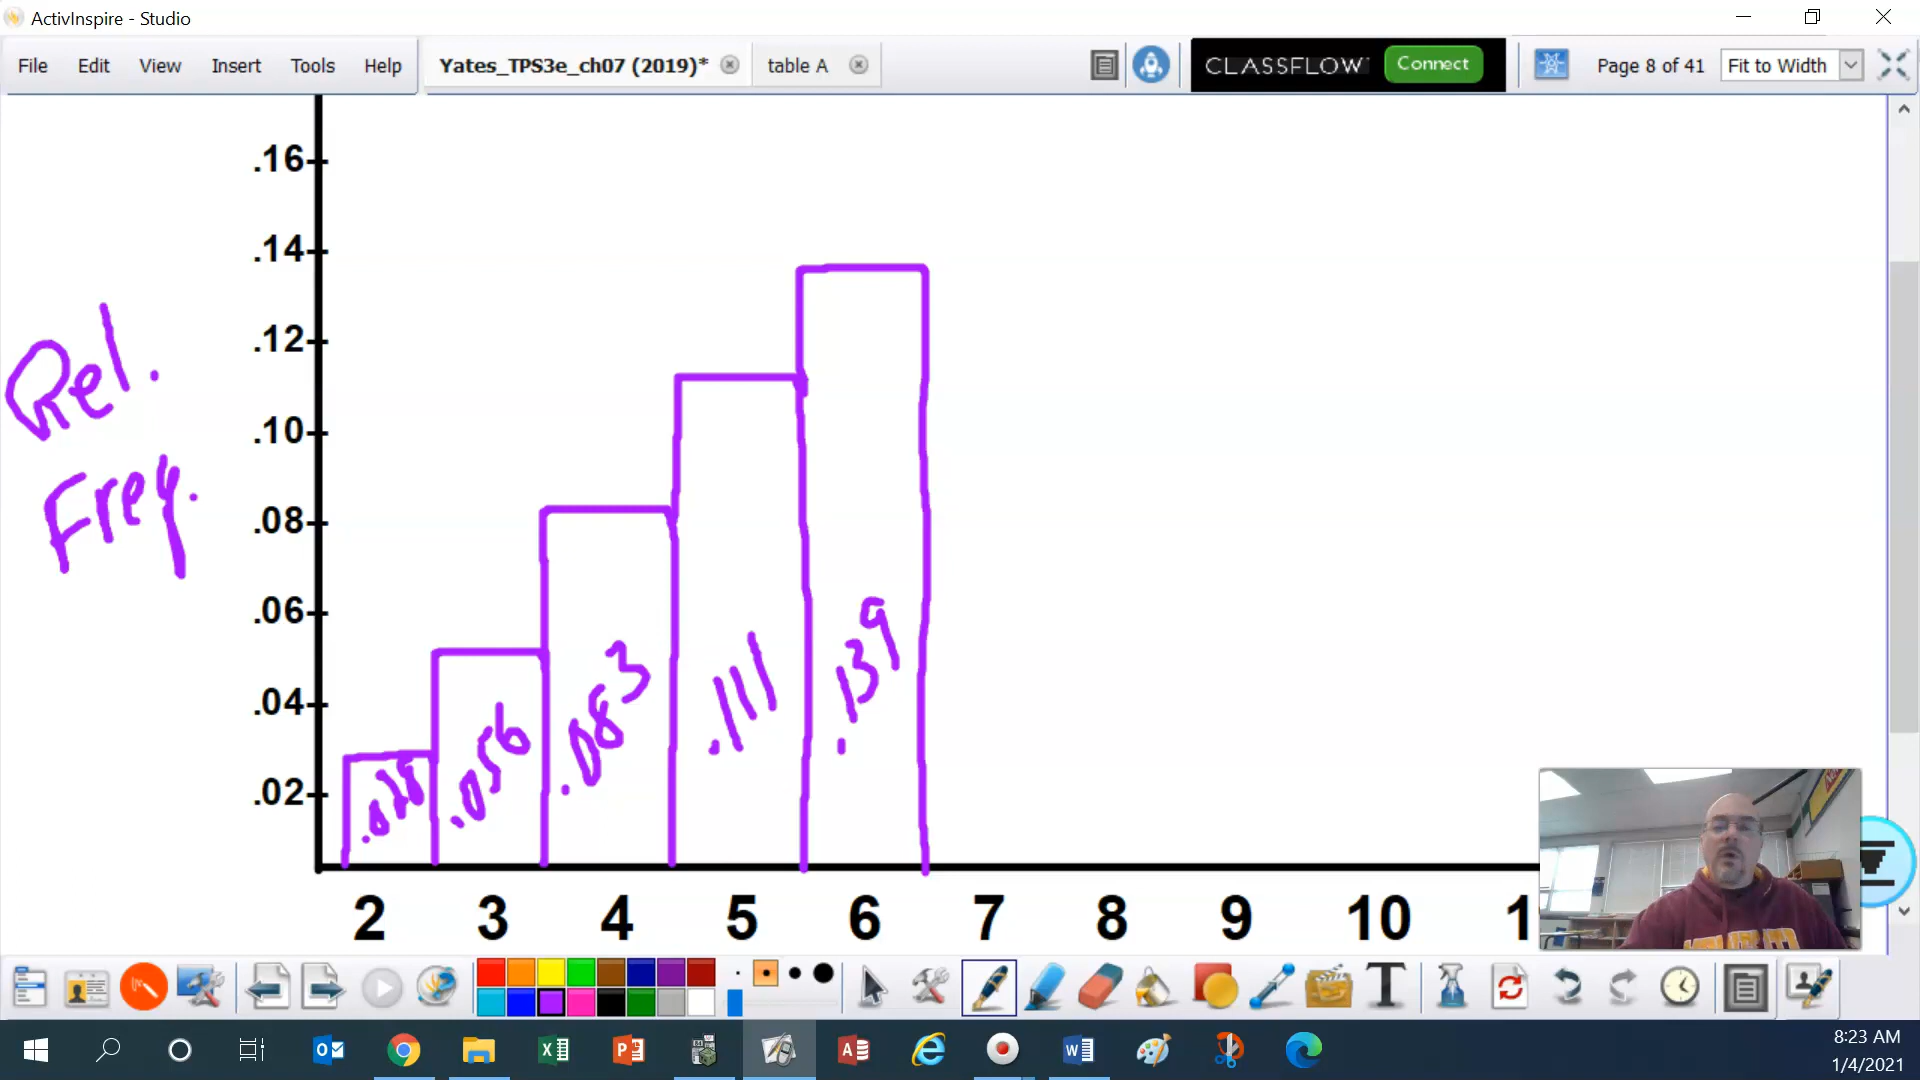 ActivInspire - Studio
File Edit View Insert Tools Help
Yates_TPS3e_ch07 (2019)*
table A
CLASSFLOW Connect
Page 8 of 41
Fit to Width
.16
.14
.12
.10
.08
.06
.04
.02
Rel.
Freq.
.028 .056 .083 .111 .139
2 3 4 5 6 7 8 9 10 1
8:23 AM
1/4/2021